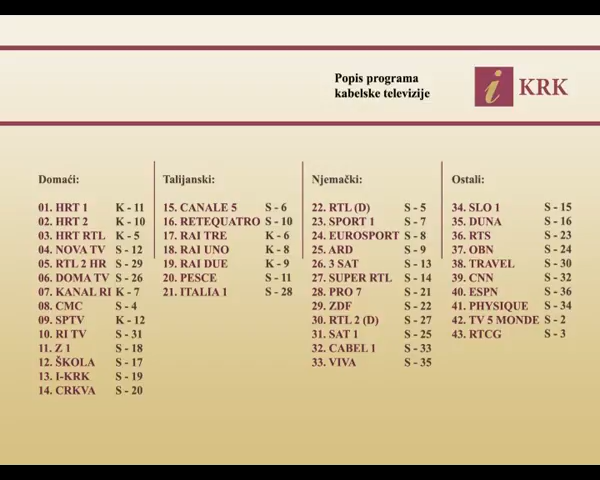 Popis programa
kabelske televizije
i KRK
Domaći:
01. HRT 1 K - 11
02. HRT 2 K - 10
03. HRT RTL K - 5
04. NOVA TV S - 12
05. RTL 2 HR S - 29
06. DOMA TV S - 26
07. KANAL RI K - 7
08. CMC S - 4
09. SPTV K - 12
10. RI TV S - 31
11. Z 1 S - 18
12. ŠKOLA S - 17
13. I-KRK S - 19
14. CRKVA S - 20
Talijanski:
15. CANALE 5 S - 6
16. RETEQUATRO S - 10
17. RAI TRE K - 6
18. RAI UNO K - 8
19. RAI DUE K - 9
20. PESCE S - 11
21. ITALIA 1 S - 28
Njemački:
22. RTL (D) S - 5
23. SPORT 1 S - 7
24. EUROSPORT S - 8
25. ARD S - 9
26. 3 SAT S - 13
27. SUPER RTL S - 14
28. PRO 7 S - 21
29. ZDF S - 22
30. RTL 2 (D) S - 27
31. SAT 1 S - 25
32. CABEL 1 S - 33
33. VIVA S - 35
Ostali:
34. SLO 1 S - 15
35. DUNA S - 16
36. RTS S - 23
37. OBN S - 24
38. TRAVEL S - 30
39. CNN S - 32
40. ESPN S - 36
41. PHYSIQUE S - 34
42. TV 5 MONDE S - 2
43. RTCG S - 3